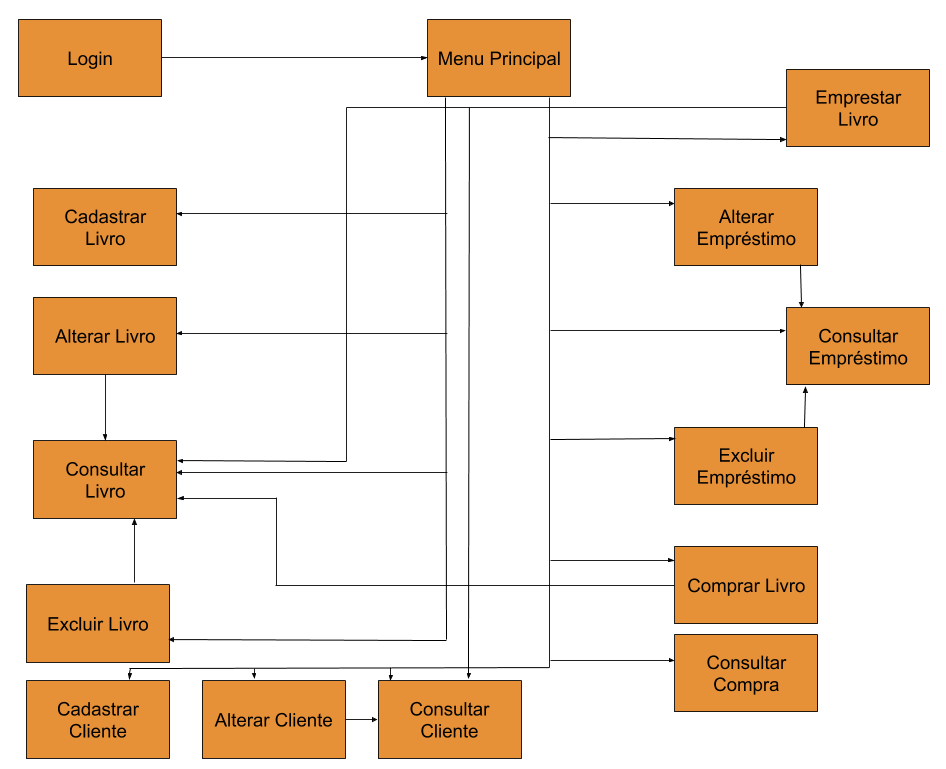 Login
Menu Principal
Emprestar
Livro
Cadastrar
Livro
Alterar
Empréstimo
Alterar Livro
Consultar
Empréstimo
Consultar
Livro
Excluir
Empréstimo
Comprar Livro
Excluir Livro
Consultar
Compra
Cadastrar
Cliente
Alterar Cliente
Consultar
Cliente